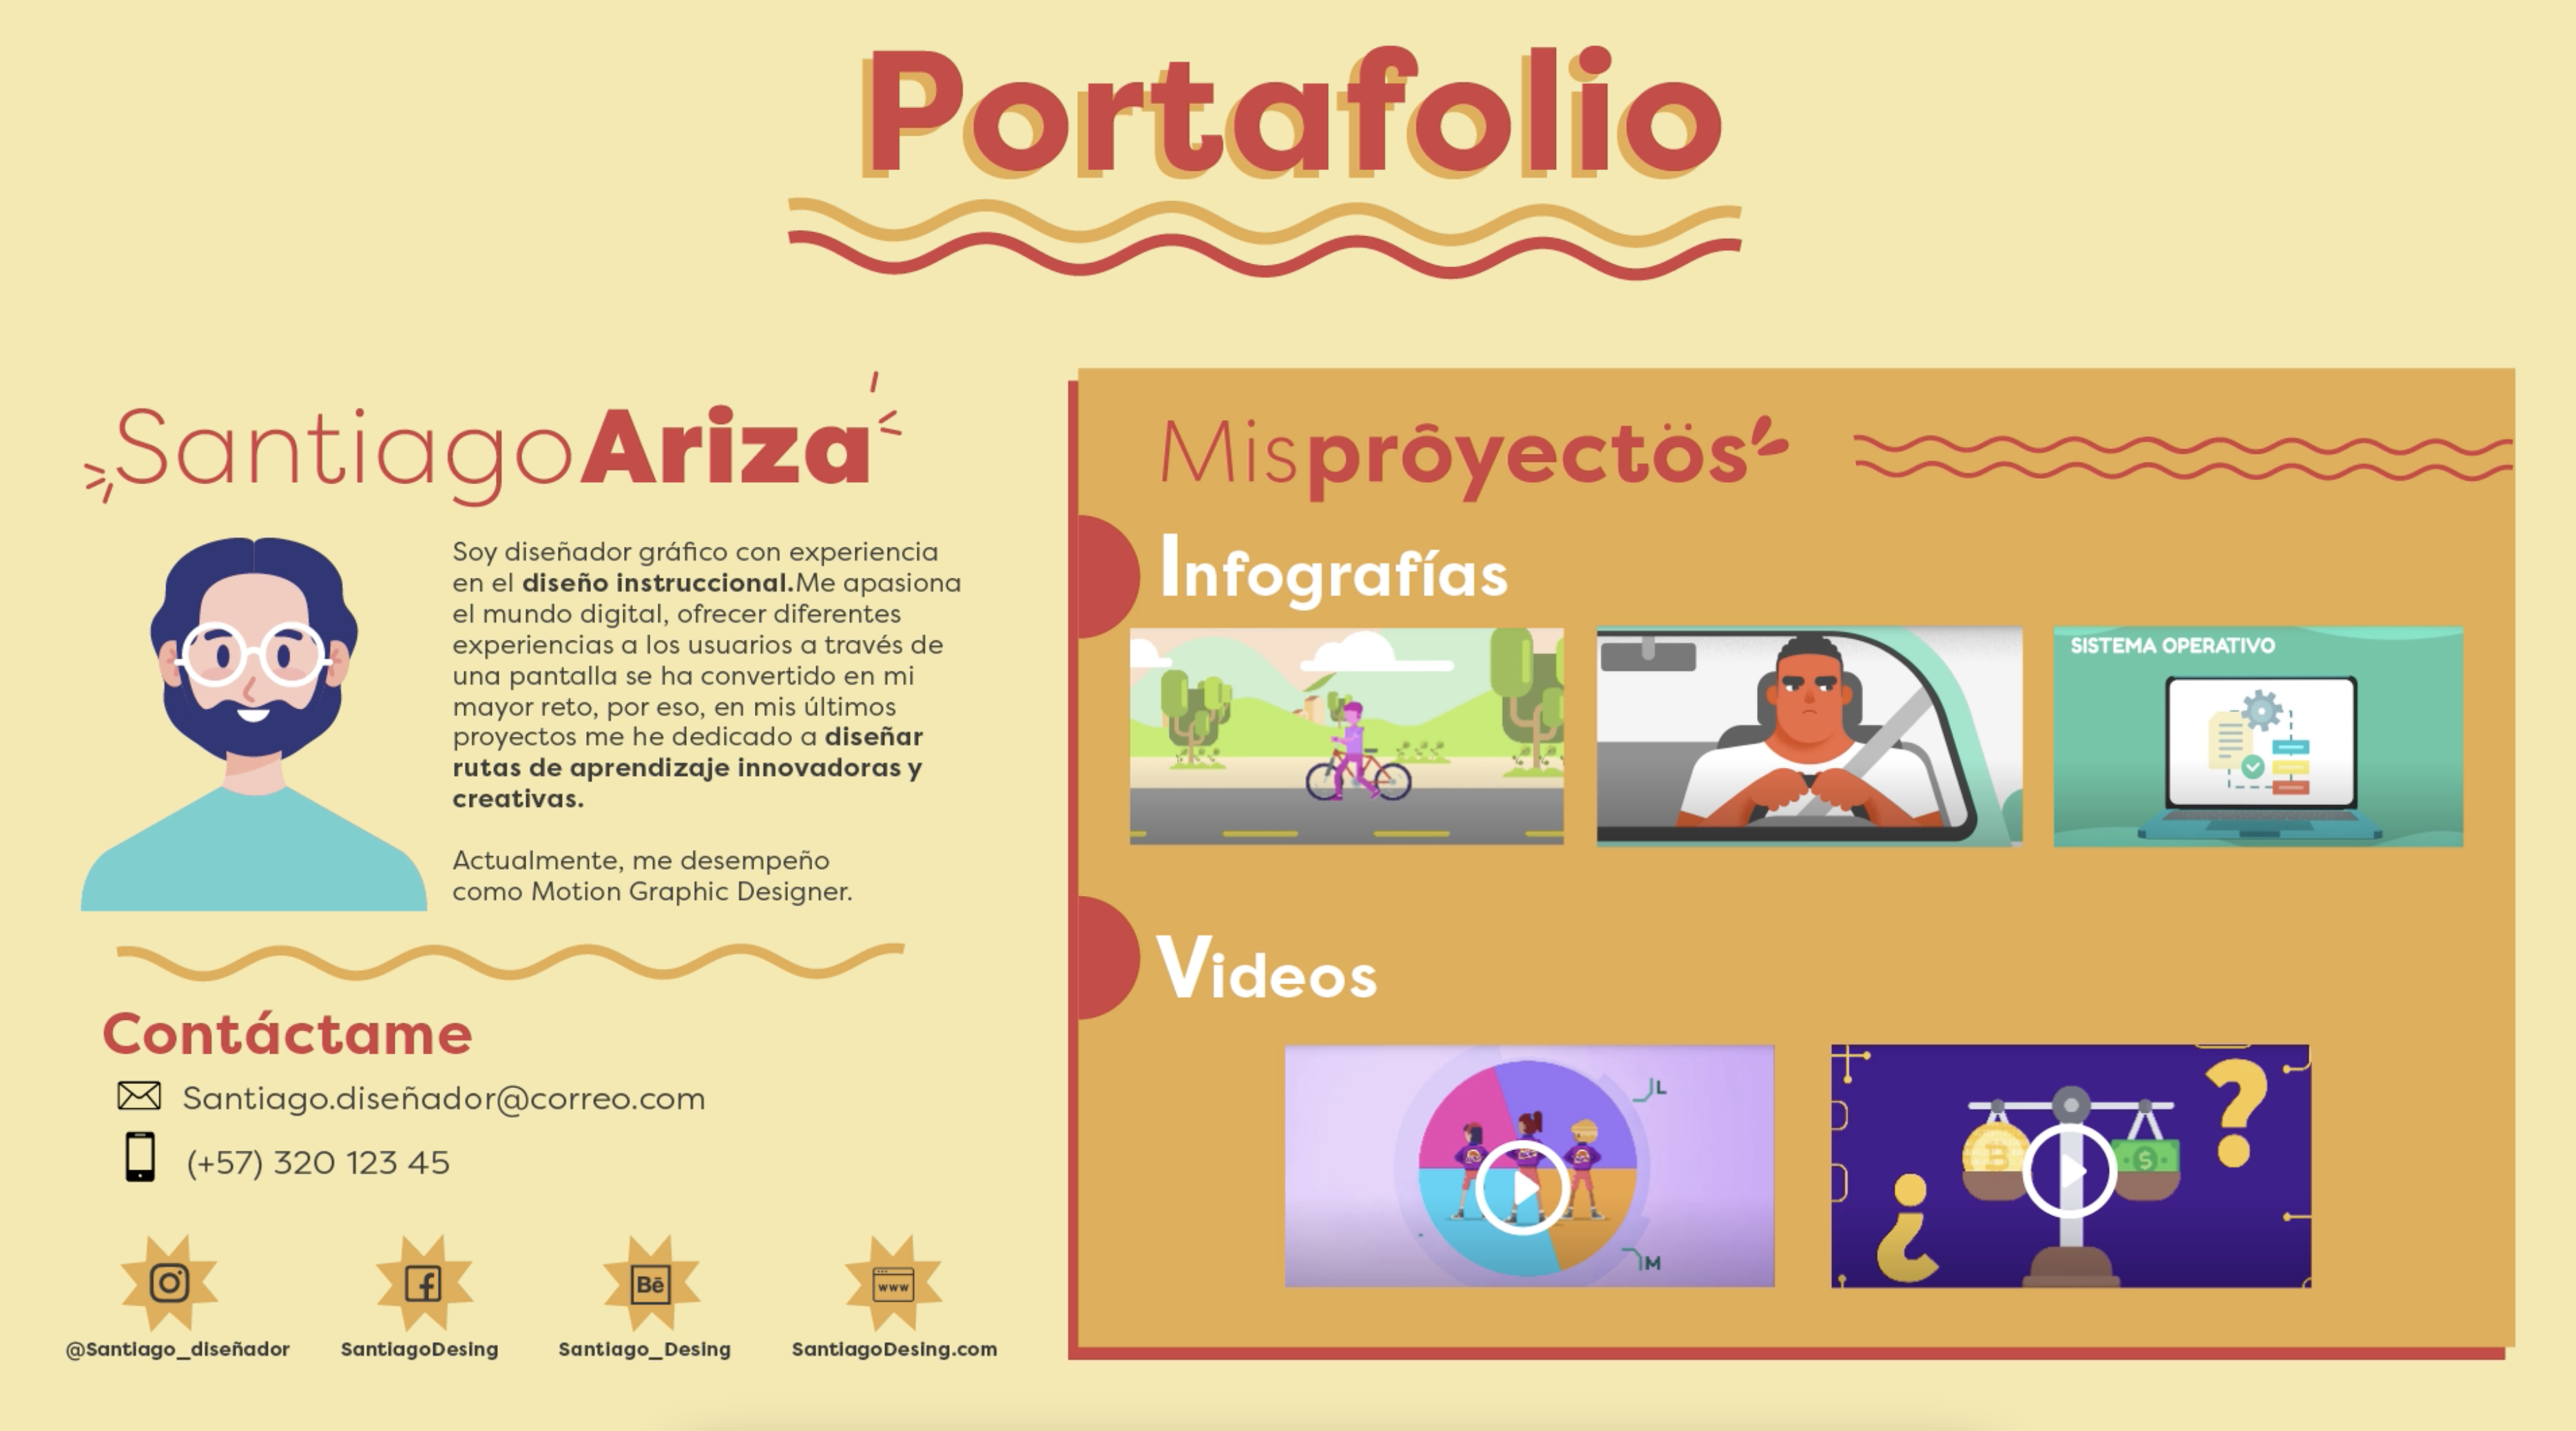 Portafolio
SantiagoAriza
Soy diseñador gráfico con experiencia
en el diseño instruccional.Me apasiona
el mundo digital, ofrecer diferentes
experiencias a los usuarios a través de
una pantalla se ha convertido en mi
mayor reto, por eso, en mis últimos
proyectos me he dedicado a diseñar
rutas de aprendizaje innovadoras y
creativas.
Actualmente, me desempeño
como Motion Graphic Designer.
Contáctame
Santiago.diseñador@correo.com
(+57) 320 123 45
Bē
www
@Santiago_diseñador
SantiagoDesing
Santiago_Desing
SantiagoDesing.com
Misprôyectös
Infografías
SISTEMA OPERATIVO
Videos
L
M
¿
?
B
$